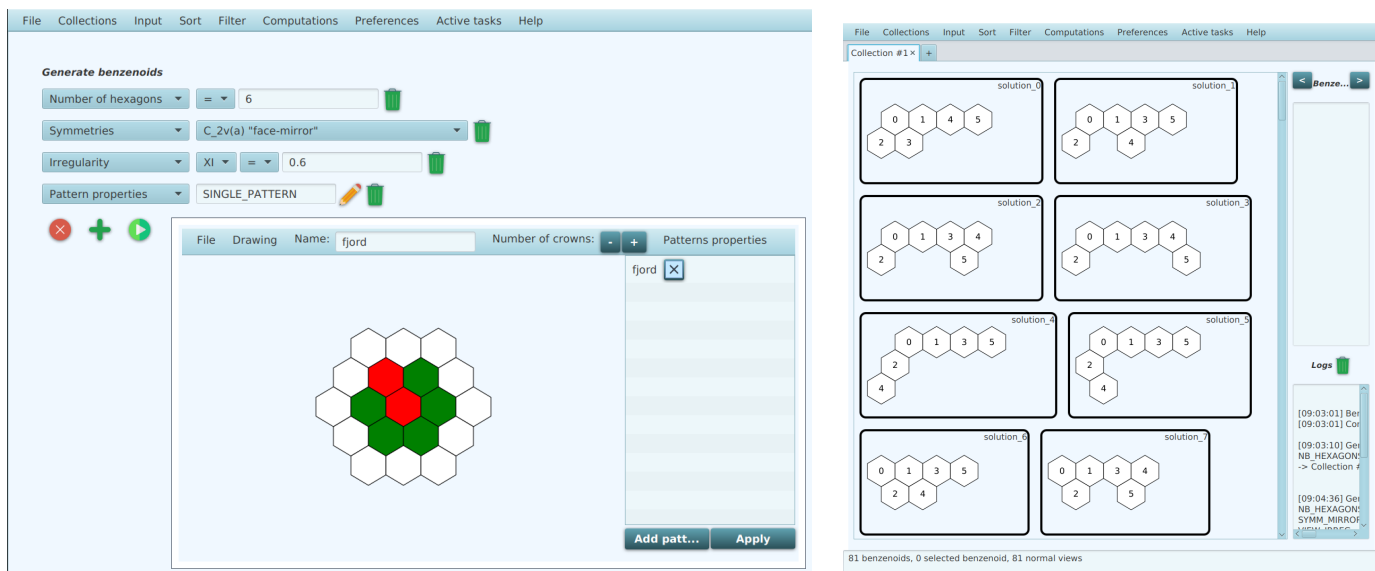 File Collections Input Sort Filter Computations Preferences Active tasks Help
Generate benzenoids
Number of hexagons = 6
Symmetries C_2v(a) "face-mirror"
Irregularity XI = 0.6
Pattern properties SINGLE_PATTERN
File Drawing Name: fjord Number of crowns: - + Patterns properties
fjord X
Add patt... Apply
File Collections Input Sort Filter Computations Preferences Active tasks Help
Collection #1 × +
< Benze... >
solution_0
0 1 4 5
2 3
solution_1
0 1 3 5
2 4
solution_2
0 1 3 4
2 5
solution_3
0 1 3 4
2 5
solution_4
0 1 3 5
2
4
solution_5
0 1 3 5
2
4
solution_6
0 1 3 5
2 4
solution_7
0 1 3 4
2 5
Logs
[09:03:01] Ber
[09:03:01] Cor
[09:03:10] Ger
NB_HEXAGONS
-> Collection #
[09:04:36] Ger
NB_HEXAGONS
SYMM_MIRROR
81 benzenoids, 0 selected benzenoid, 81 normal views